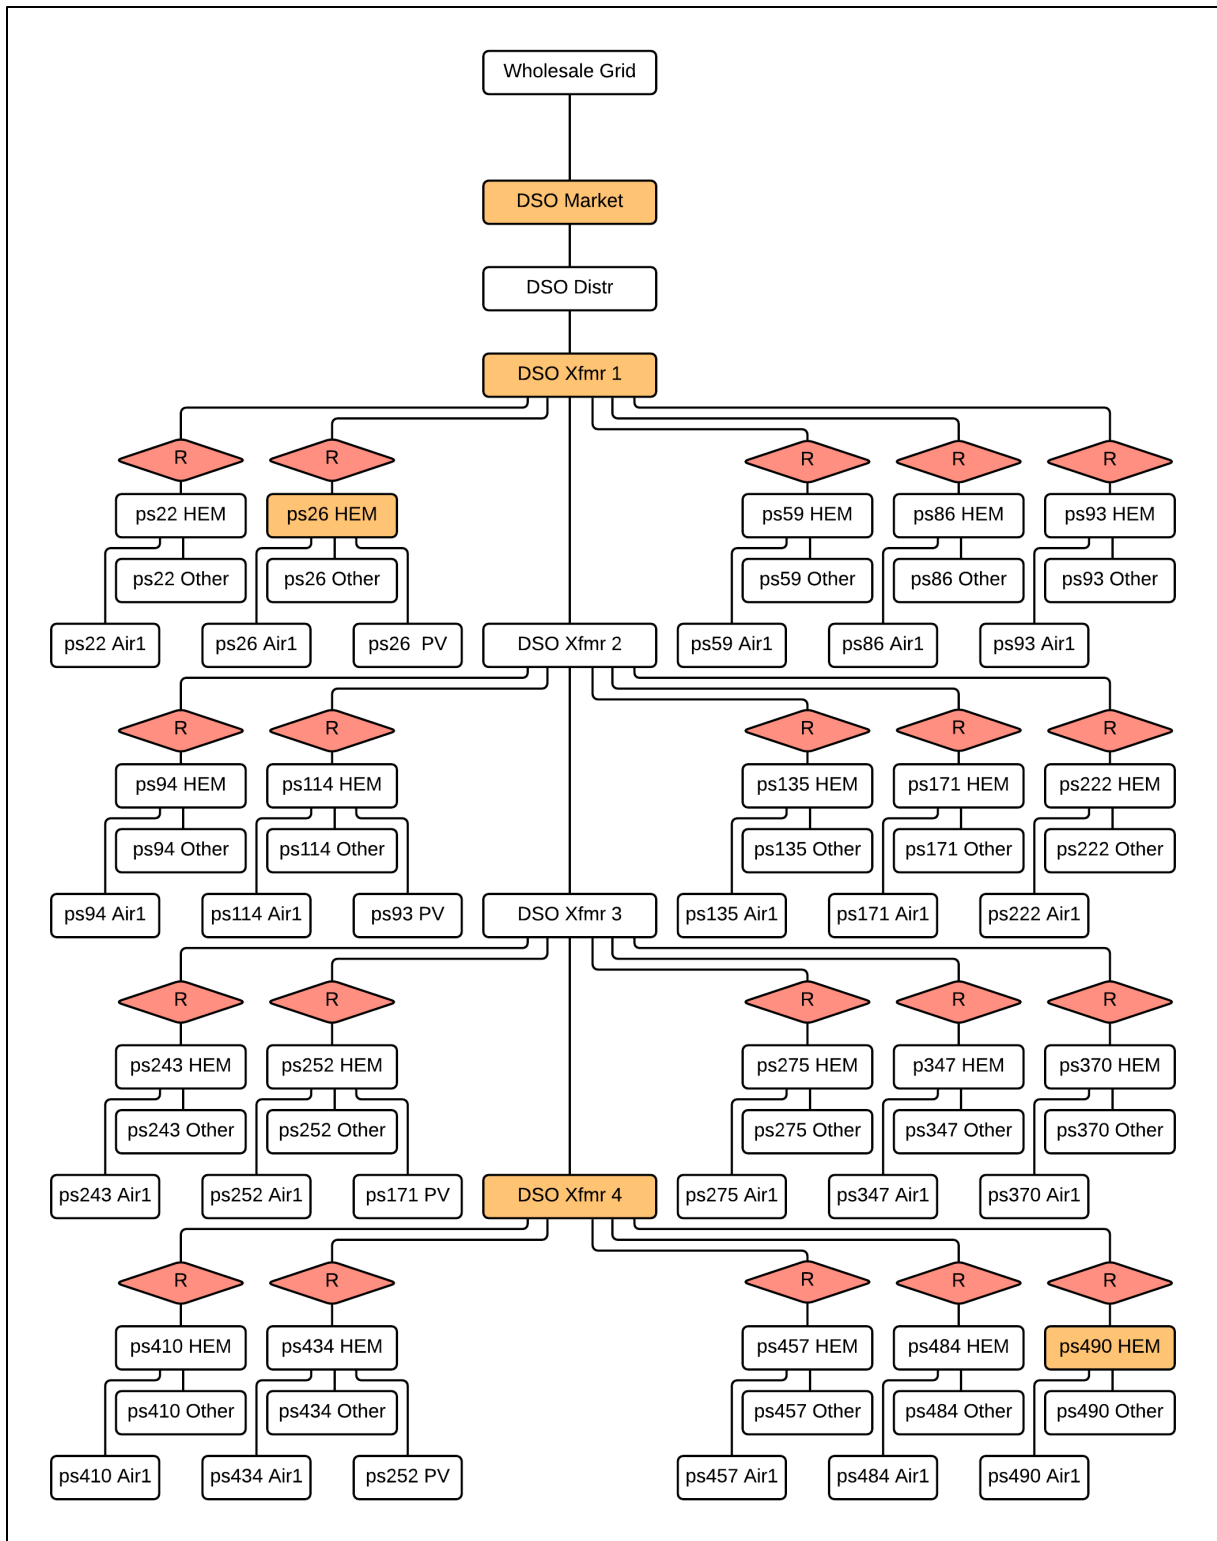 Wholesale Grid
DSO Market
DSO Distr
DSO Xfmr 1
R R R R R
ps22 HEM ps26 HEM ps59 HEM ps86 HEM ps93 HEM
ps22 Other ps26 Other ps59 Other ps86 Other ps93 Other
ps22 Air1 ps26 Air1 ps26 PV DSO Xfmr 2 ps59 Air1 ps86 Air1 ps93 Air1
R R R R R
ps94 HEM ps114 HEM ps135 HEM ps171 HEM ps222 HEM
ps94 Other ps114 Other ps135 Other ps171 Other ps222 Other
ps94 Air1 ps114 Air1 ps93 PV DSO Xfmr 3 ps135 Air1 ps171 Air1 ps222 Air1
R R R R R
ps243 HEM ps252 HEM ps275 HEM p347 HEM ps370 HEM
ps243 Other ps252 Other ps275 Other ps347 Other ps370 Other
ps243 Air1 ps252 Air1 ps171 PV DSO Xfmr 4 ps275 Air1 ps347 Air1 ps370 Air1
R R R R R
ps410 HEM ps434 HEM ps457 HEM ps484 HEM ps490 HEM
ps410 Other ps434 Other ps457 Other ps484 Other ps490 Other
ps410 Air1 ps434 Air1 ps252 PV ps457 Air1 ps484 Air1 ps490 Air1